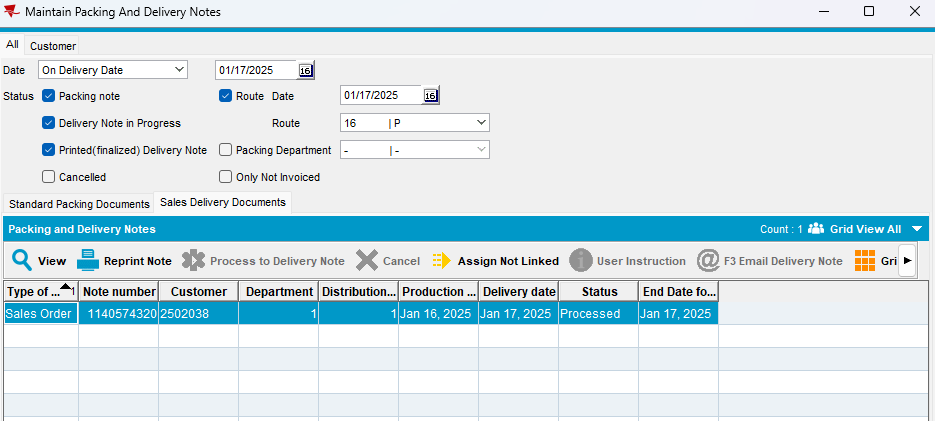 Maintain Packing And Delivery Notes
All Customer
Date On Delivery Date 01/17/2025 16
Status Packing note Route Date 01/17/2025 16
Delivery Note in Progress Route 16 | P
Printed(finalized) Delivery Note Packing Department - | -
Cancelled Only Not Invoiced
Standard Packing Documents Sales Delivery Documents
Packing and Delivery Notes Count : 1 Grid View All
View Reprint Note Process to Delivery Note Cancel Assign Not Linked User Instruction F3 Email Delivery Note Gri
Type of ... 1 Note number Customer Department Distribution... Production ... Delivery date Status End Date fo...
Sales Order 1140574320 2502038 1 1 Jan 16, 2025 Jan 17, 2025 Processed Jan 17, 2025